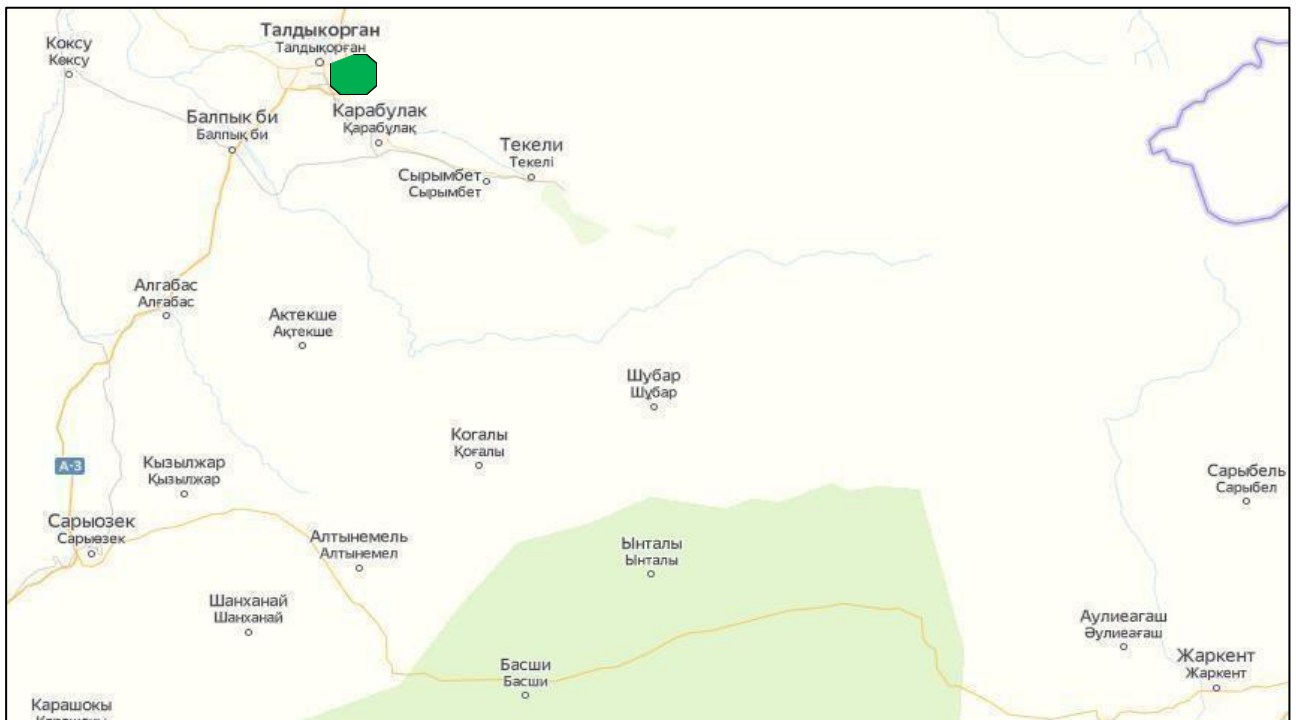 Талдыкорган
Талдықорған
Коксу
Көксу
Балпык би
Балпық би
Карабулак
Қарабұлақ
Текели
Текелі
Сырымбет
Сырымбет
Алгабас
Алғабас
Актекше
Ақтекше
Шубар
Шұбар
Когалы
Қоғалы
А-3
Кызылжар
Қызылжар
Сарыбель
Сарыбел
Сарыозек
Сарыөзек
Алтынемель
Алтынемел
Ынталы
Ынталы
Шанханай
Шанханай
Аулиеагаш
Әулиеағаш
Басши
Басши
Жаркент
Жаркент
Карашокы